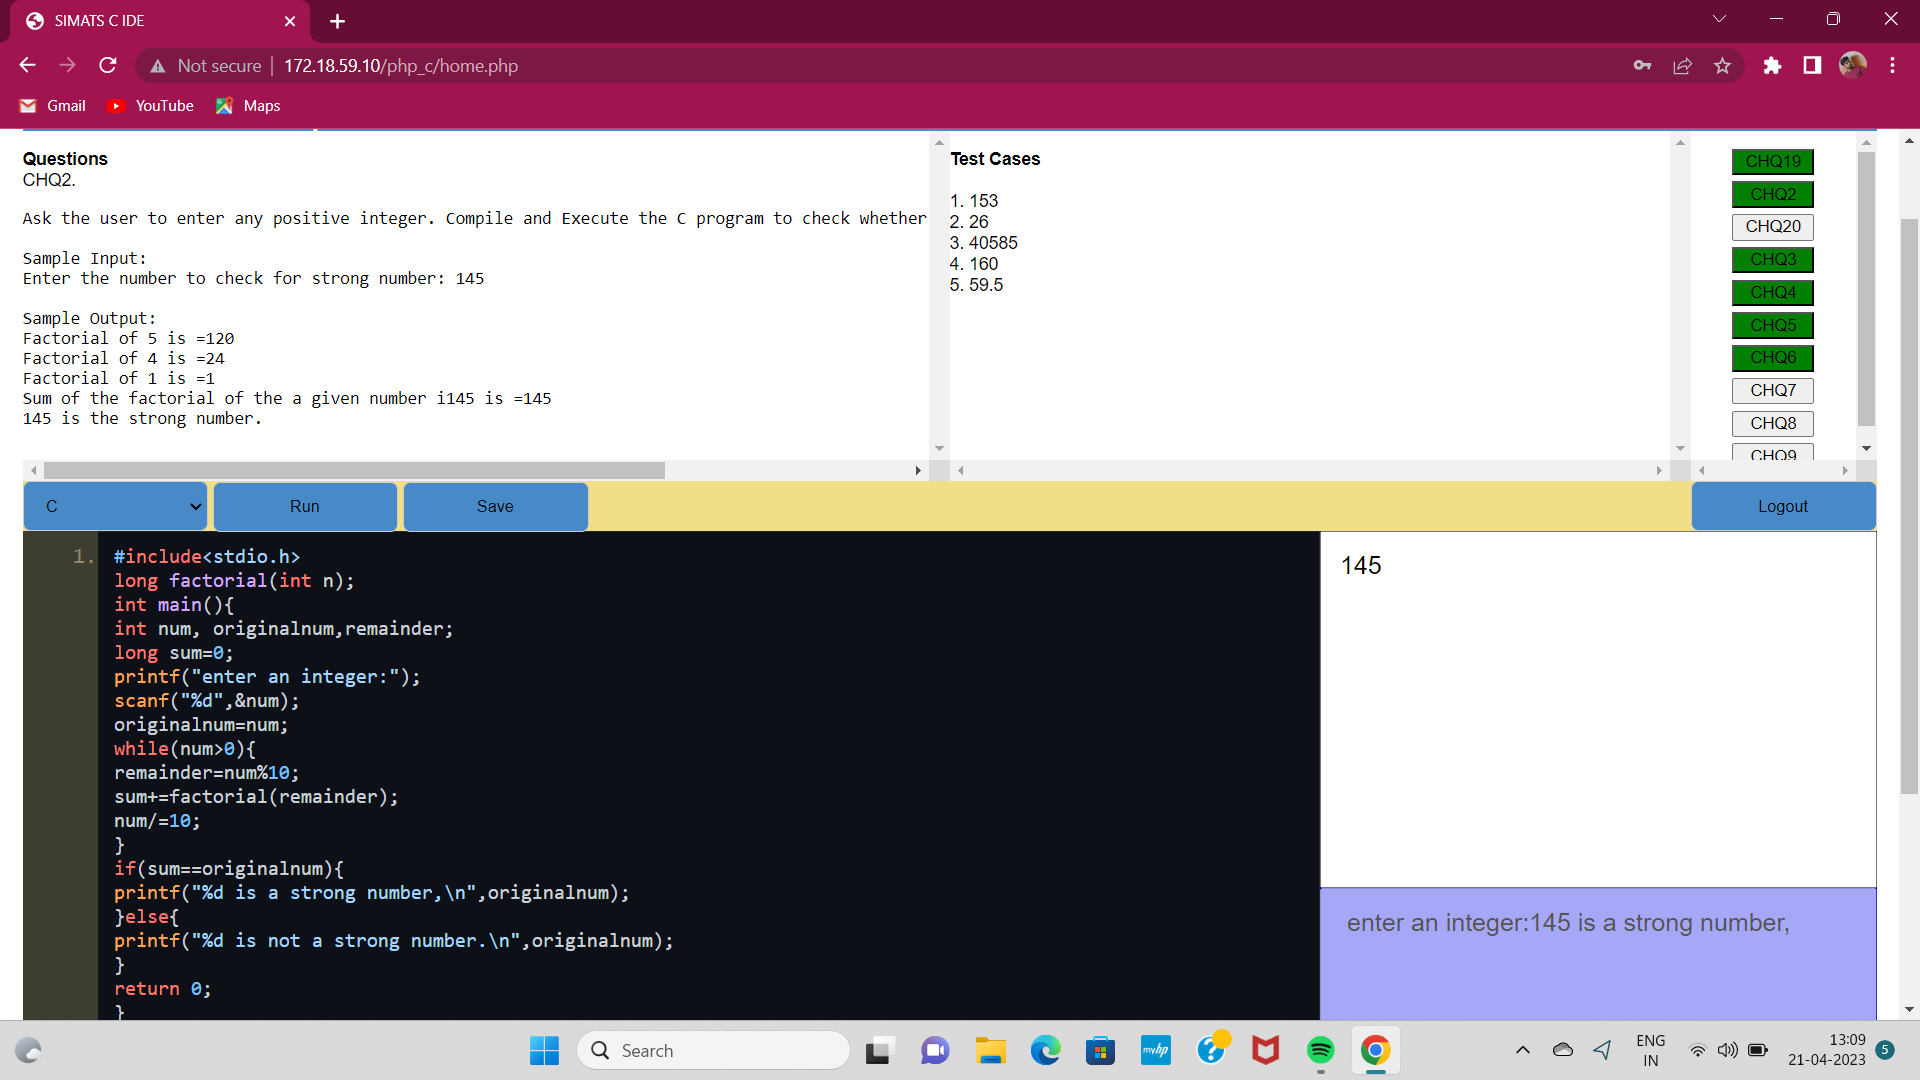 SIMATS C IDE
Not secure | 172.18.59.10/php_c/home.php
Gmail YouTube Maps
Questions
CHQ2.
Ask the user to enter any positive integer. Compile and Execute the C program to check whether
Sample Input:
Enter the number to check for strong number: 145
Sample Output:
Factorial of 5 is =120
Factorial of 4 is =24
Factorial of 1 is =1
Sum of the factorial of the a given number i145 is =145
145 is the strong number.
Test Cases
1. 153
2. 26
3. 40585
4. 160
5. 59.5
CHQ19
CHQ2
CHQ20
CHQ3
CHQ4
CHQ5
CHQ6
CHQ7
CHQ8
CHQ9
C Run Save Logout
1. #include<stdio.h>
long factorial(int n);
int main(){
int num, originalnum,remainder;
long sum=0;
printf("enter an integer:");
scanf("%d",&num);
originalnum=num;
while(num>0){
remainder=num%10;
sum+=factorial(remainder);
num/=10;
}
if(sum==originalnum){
printf("%d is a strong number,\n",originalnum);
}else{
printf("%d is not a strong number.\n",originalnum);
}
return 0;
}
145
enter an integer:145 is a strong number,
Search
myhp
ENG
IN
13:09
21-04-2023
5